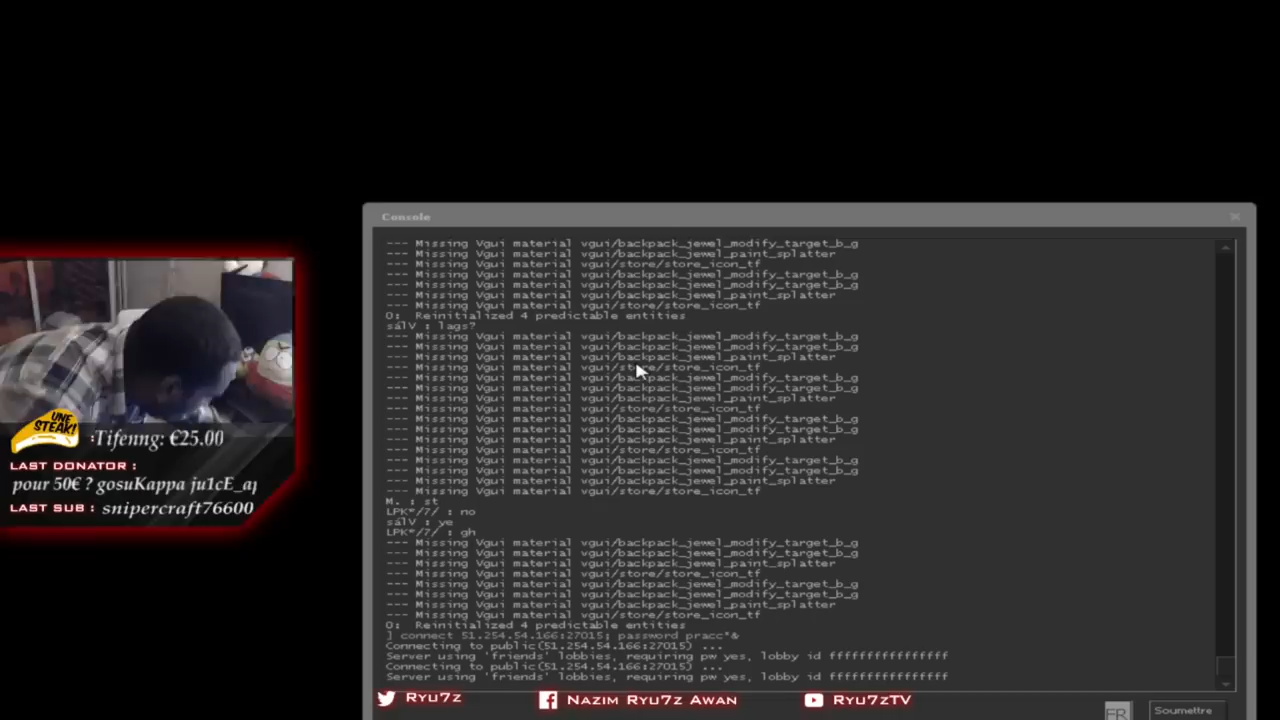 Console
--- Missing Vgui material vgui/backpack_jewel_modify_target_b_g
--- Missing Vgui material vgui/backpack_jewel_paint_splatter
--- Missing Vgui material vgui/store/store_icon_tf
--- Missing Vgui material vgui/backpack_jewel_modify_target_b_g
--- Missing Vgui material vgui/backpack_jewel_modify_target_b_g
--- Missing Vgui material vgui/backpack_jewel_paint_splatter
--- Missing Vgui material vgui/store/store_icon_tf
0: Reinitialized 4 predictable entities
sálV : lags?
--- Missing Vgui material vgui/backpack_jewel_modify_target_b_g
--- Missing Vgui material vgui/backpack_jewel_modify_target_b_g
--- Missing Vgui material vgui/backpack_jewel_paint_splatter
--- Missing Vgui material vgui/store/store_icon_tf
--- Missing Vgui material vgui/backpack_jewel_modify_target_b_g
--- Missing Vgui material vgui/backpack_jewel_modify_target_b_g
--- Missing Vgui material vgui/backpack_jewel_paint_splatter
--- Missing Vgui material vgui/store/store_icon_tf
--- Missing Vgui material vgui/backpack_jewel_modify_target_b_g
--- Missing Vgui material vgui/backpack_jewel_modify_target_b_g
--- Missing Vgui material vgui/backpack_jewel_paint_splatter
--- Missing Vgui material vgui/store/store_icon_tf
--- Missing Vgui material vgui/backpack_jewel_modify_target_b_g
--- Missing Vgui material vgui/backpack_jewel_modify_target_b_g
--- Missing Vgui material vgui/backpack_jewel_paint_splatter
--- Missing Vgui material vgui/store/store_icon_tf
M. : st
LPK*/7/ : no
sálV : ye
LPK*/7/ : gh
--- Missing Vgui material vgui/backpack_jewel_modify_target_b_g
--- Missing Vgui material vgui/backpack_jewel_modify_target_b_g
--- Missing Vgui material vgui/backpack_jewel_paint_splatter
--- Missing Vgui material vgui/store/store_icon_tf
--- Missing Vgui material vgui/backpack_jewel_modify_target_b_g
--- Missing Vgui material vgui/backpack_jewel_modify_target_b_g
--- Missing Vgui material vgui/backpack_jewel_paint_splatter
--- Missing Vgui material vgui/store/store_icon_tf
0: Reinitialized 4 predictable entities
] connect 51.254.54.166:27015; password pracc*&
Connecting to public(51.254.54.166:27015) ...
Server using 'friends' lobbies, requiring pw yes, lobby id ffffffffffffffff
Connecting to public(51.254.54.166:27015) ...
Server using 'friends' lobbies, requiring pw yes, lobby id ffffffffffffffff
Soumettre
FR
UNE STEAK!
:Tifenng: €25.00
LAST DONATOR :
pour 50€ ? gosuKappa ju1cE_ap
LAST SUB : snipercraft76600
Ryu7z
Nazim Ryu7z Awan
Ryu7zTV